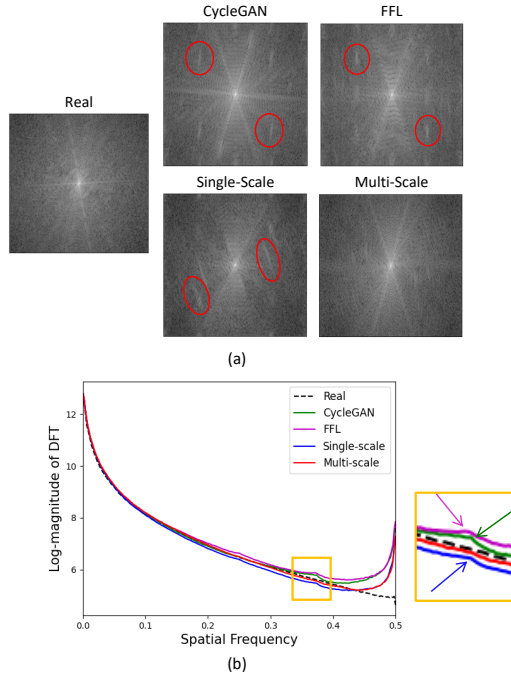 CycleGAN
FFL
Real
Single-Scale
Multi-Scale
(a)
12
10
8
6
Log-magnitude of DFT
Real
CycleGAN
FFL
Single-scale
Multi-scale
0.0
0.1
0.2
0.3
0.4
0.5
Spatial Frequency
(b)